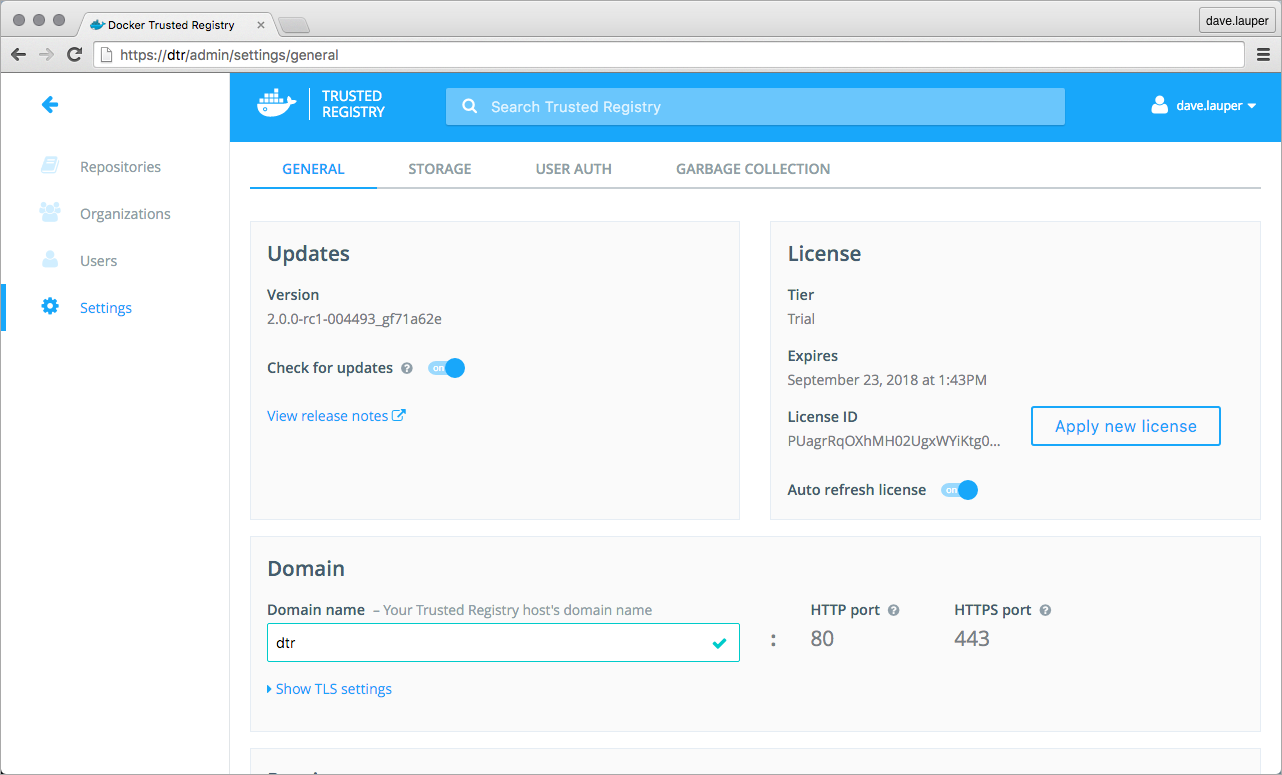 Docker Trusted Registry
dave.lauper
https://dtr/admin/settings/general
TRUSTED
REGISTRY
Search Trusted Registry
dave.lauper
Repositories
Organizations
Users
Settings
GENERAL STORAGE USER AUTH GARBAGE COLLECTION
Updates
Version
2.0.0-rc1-004493_gf71a62e
Check for updates ? on
View release notes
License
Tier
Trial
Expires
September 23, 2018 at 1:43PM
License ID
PUagrRqOXhMH02UgxWYiKtg0...
Apply new license
Auto refresh license on
Domain
Domain name – Your Trusted Registry host's domain name
dtr
:
HTTP port ?
80
HTTPS port ?
443
Show TLS settings